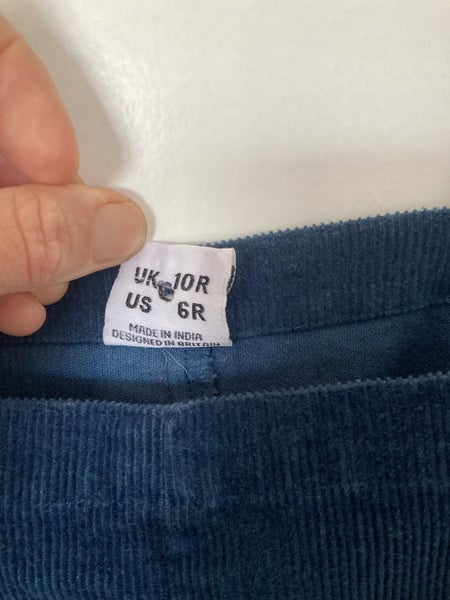 UK 10R
US 6R
MADE IN INDIA
DESIGNED IN BRITAIN